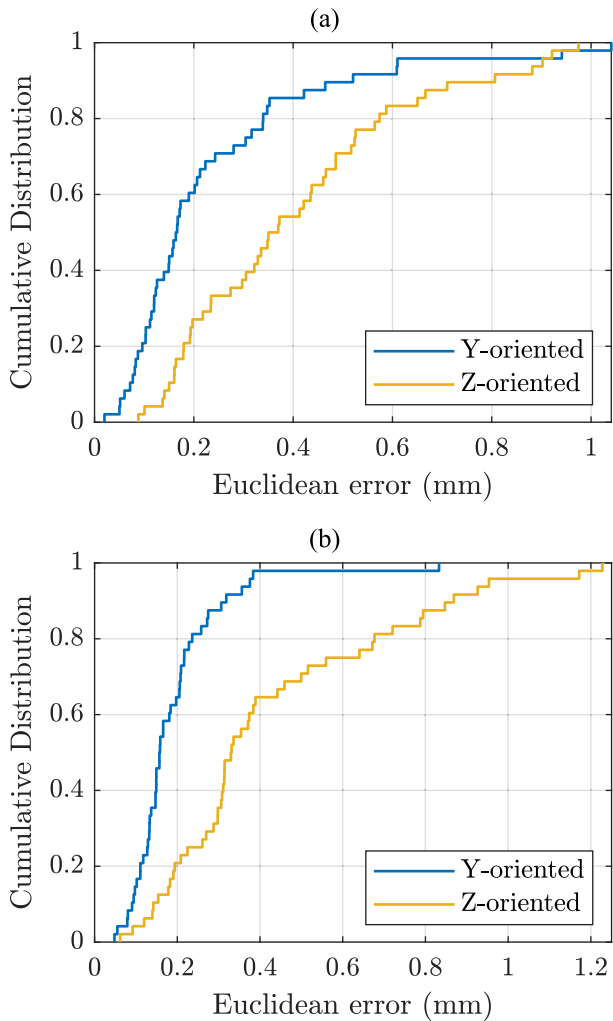 (a)
1
0.8
0.6
0.4
0.2
0
Cumulative Distribution
Y-oriented
Z-oriented
0 0.2 0.4 0.6 0.8 1
Euclidean error (mm)
(b)
1
0.8
0.6
0.4
0.2
0
Cumulative Distribution
Y-oriented
Z-oriented
0 0.2 0.4 0.6 0.8 1 1.2
Euclidean error (mm)